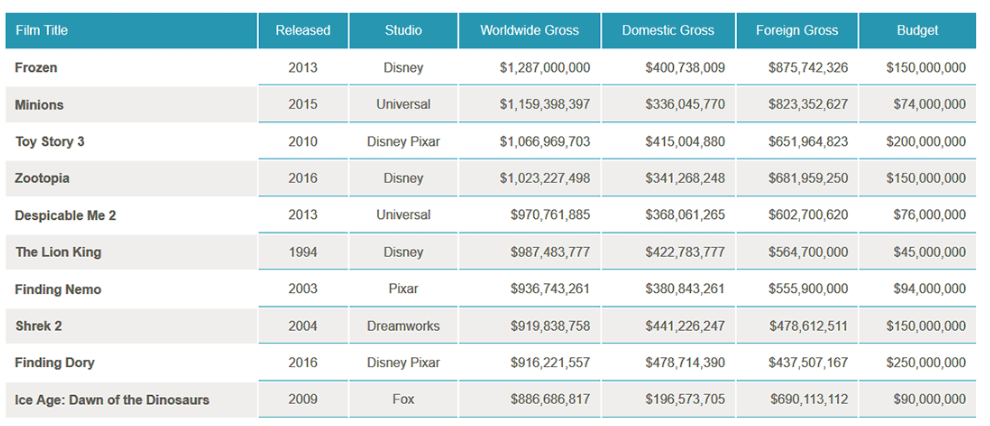 Film Title Released Studio Worldwide Gross Domestic Gross Foreign Gross Budget
Frozen 2013 Disney $1,287,000,000 $400,738,009 $875,742,326 $150,000,000
Minions 2015 Universal $1,159,398,397 $336,045,770 $823,352,627 $74,000,000
Toy Story 3 2010 Disney Pixar $1,066,969,703 $415,004,880 $651,964,823 $200,000,000
Zootopia 2016 Disney $1,023,227,498 $341,268,248 $681,959,250 $150,000,000
Despicable Me 2 2013 Universal $970,761,885 $368,061,265 $602,700,620 $76,000,000
The Lion King 1994 Disney $987,483,777 $422,783,777 $564,700,000 $45,000,000
Finding Nemo 2003 Pixar $936,743,261 $380,843,261 $555,900,000 $94,000,000
Shrek 2 2004 Dreamworks $919,838,758 $441,226,247 $478,612,511 $150,000,000
Finding Dory 2016 Disney Pixar $916,221,557 $478,714,390 $437,507,167 $250,000,000
Ice Age: Dawn of the Dinosaurs 2009 Fox $886,686,817 $196,573,705 $690,113,112 $90,000,000